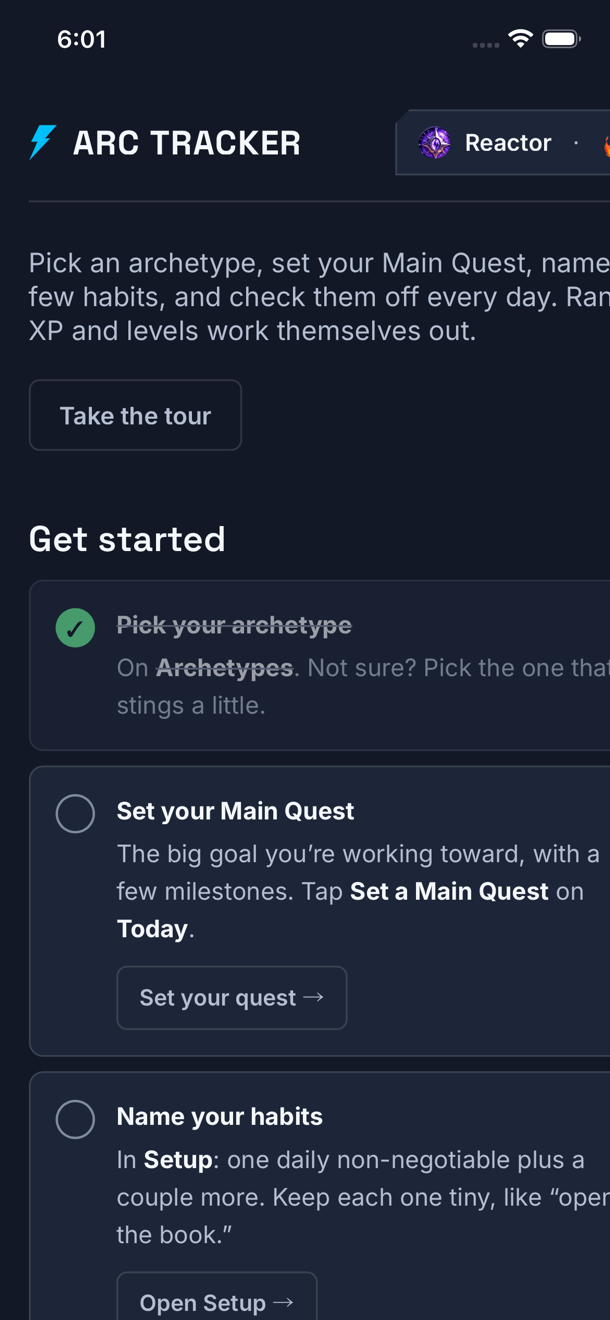 6:01
ARC TRACKER
Reactor ·
Pick an archetype, set your Main Quest, name
few habits, and check them off every day. Ran
XP and levels work themselves out.
Take the tour
Get started
✓ Pick your archetype
On Archetypes. Not sure? Pick the one that
stings a little.
Set your Main Quest
The big goal you’re working toward, with a
few milestones. Tap Set a Main Quest on
Today.
Set your quest →
Name your habits
In Setup: one daily non-negotiable plus a
couple more. Keep each one tiny, like “open
the book.”
Open Setup →